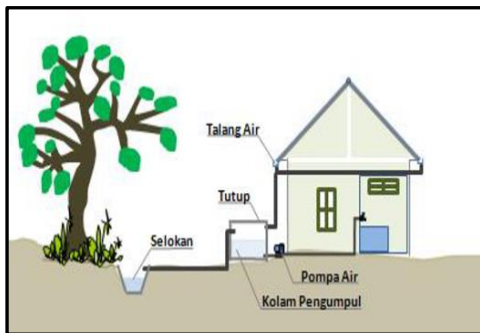 Talang Air
Tutup
Selokan
Pompa Air
Kolam Pengumpul